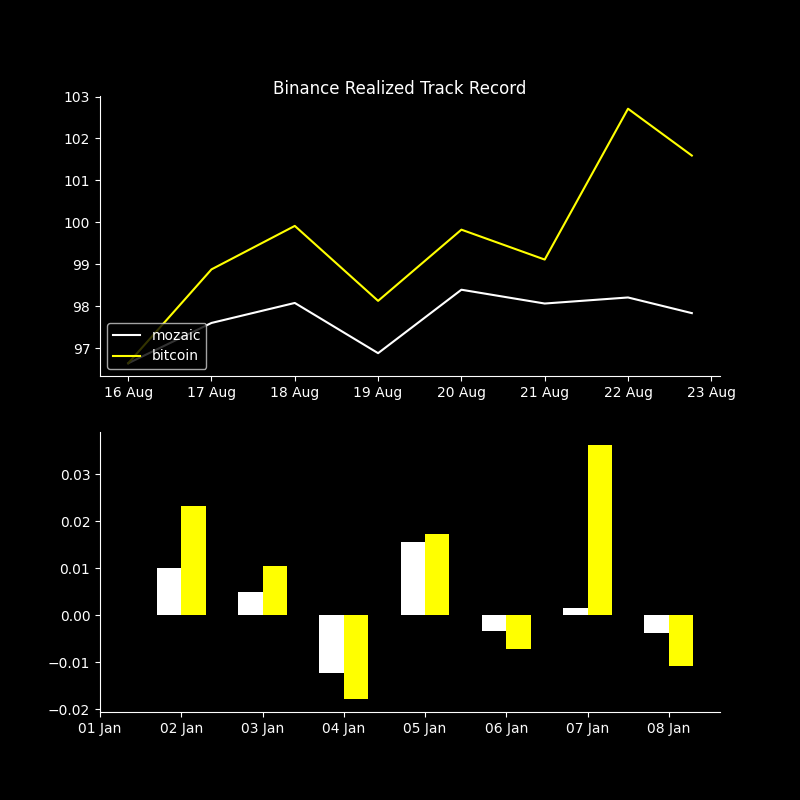 Binance Realized Track Record
103
102
101
100
99
98
97
mozaic
bitcoin
16 Aug 17 Aug 18 Aug 19 Aug 20 Aug 21 Aug 22 Aug 23 Aug
0.03
0.02
0.01
0.00
−0.01
−0.02
01 Jan 02 Jan 03 Jan 04 Jan 05 Jan 06 Jan 07 Jan 08 Jan